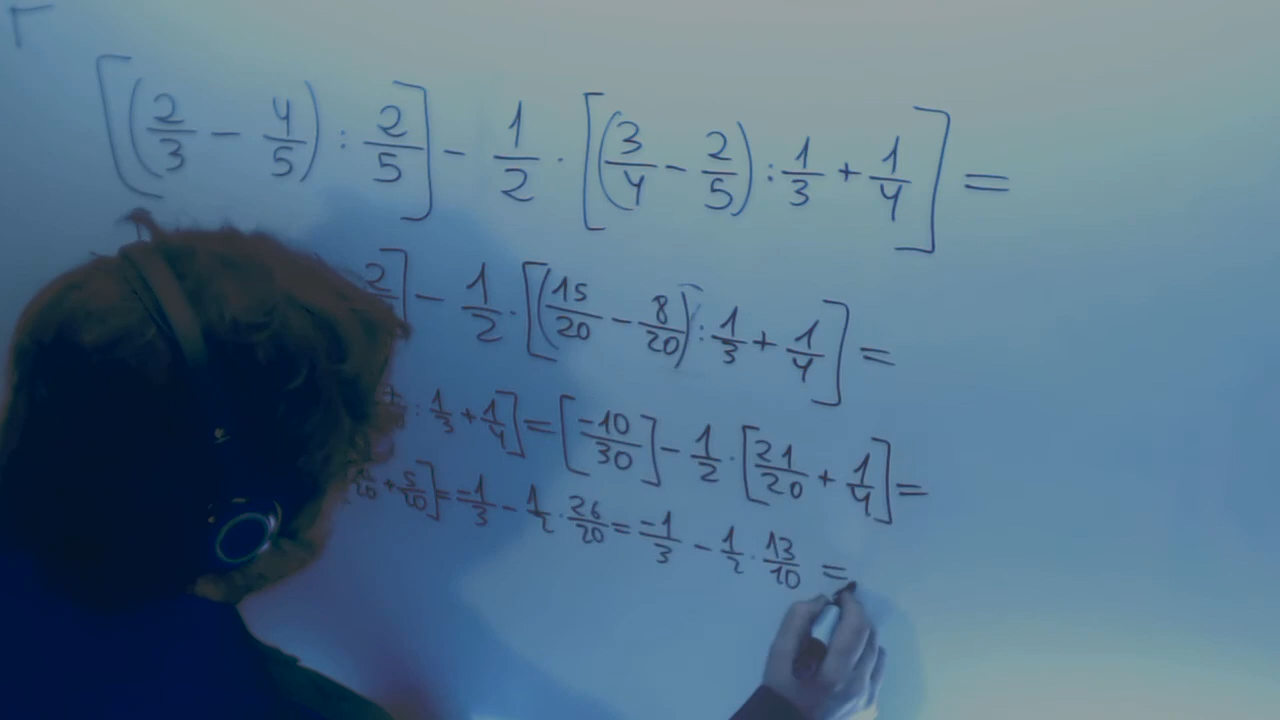 [(2/3 - 4/5) : 2/5] - 1/2 · [(3/4 - 2/5) : 1/3 + 1/4] =
2/ ] - 1/2 · [(15/20 - 8/20) : 1/3 + 1/4] =
: 1/3 + 1/4] = [-10/30] - 1/2 · [21/20 + 1/4] =
/20 + 5/20] = -1/3 - 1/2 · 26/20 = -1/3 - 1/2 · 13/10 =